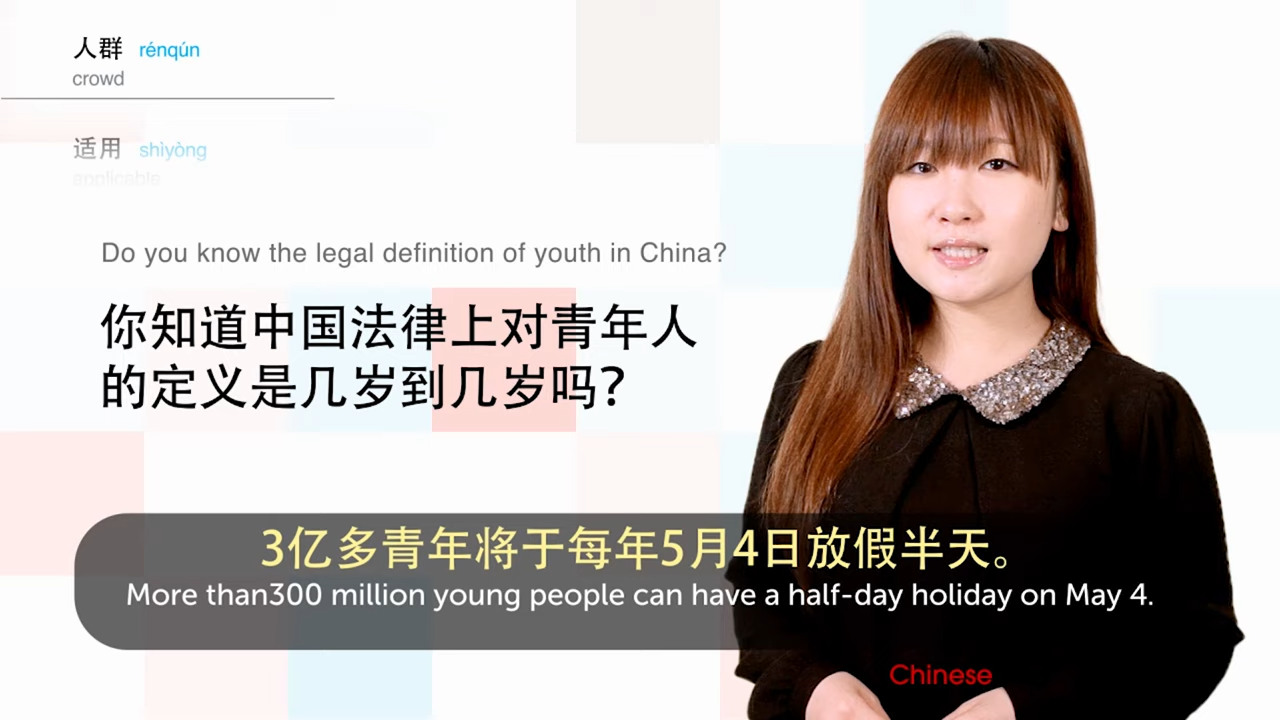 人群 rénqún
crowd
适用 shìyòng
applicable
Do you know the legal definition of youth in China?
你知道中国法律上对青年人
的定义是几岁到几岁吗？
3亿多青年将于每年5月4日放假半天。
More than300 million young people can have a half-day holiday on May 4.
Chinese